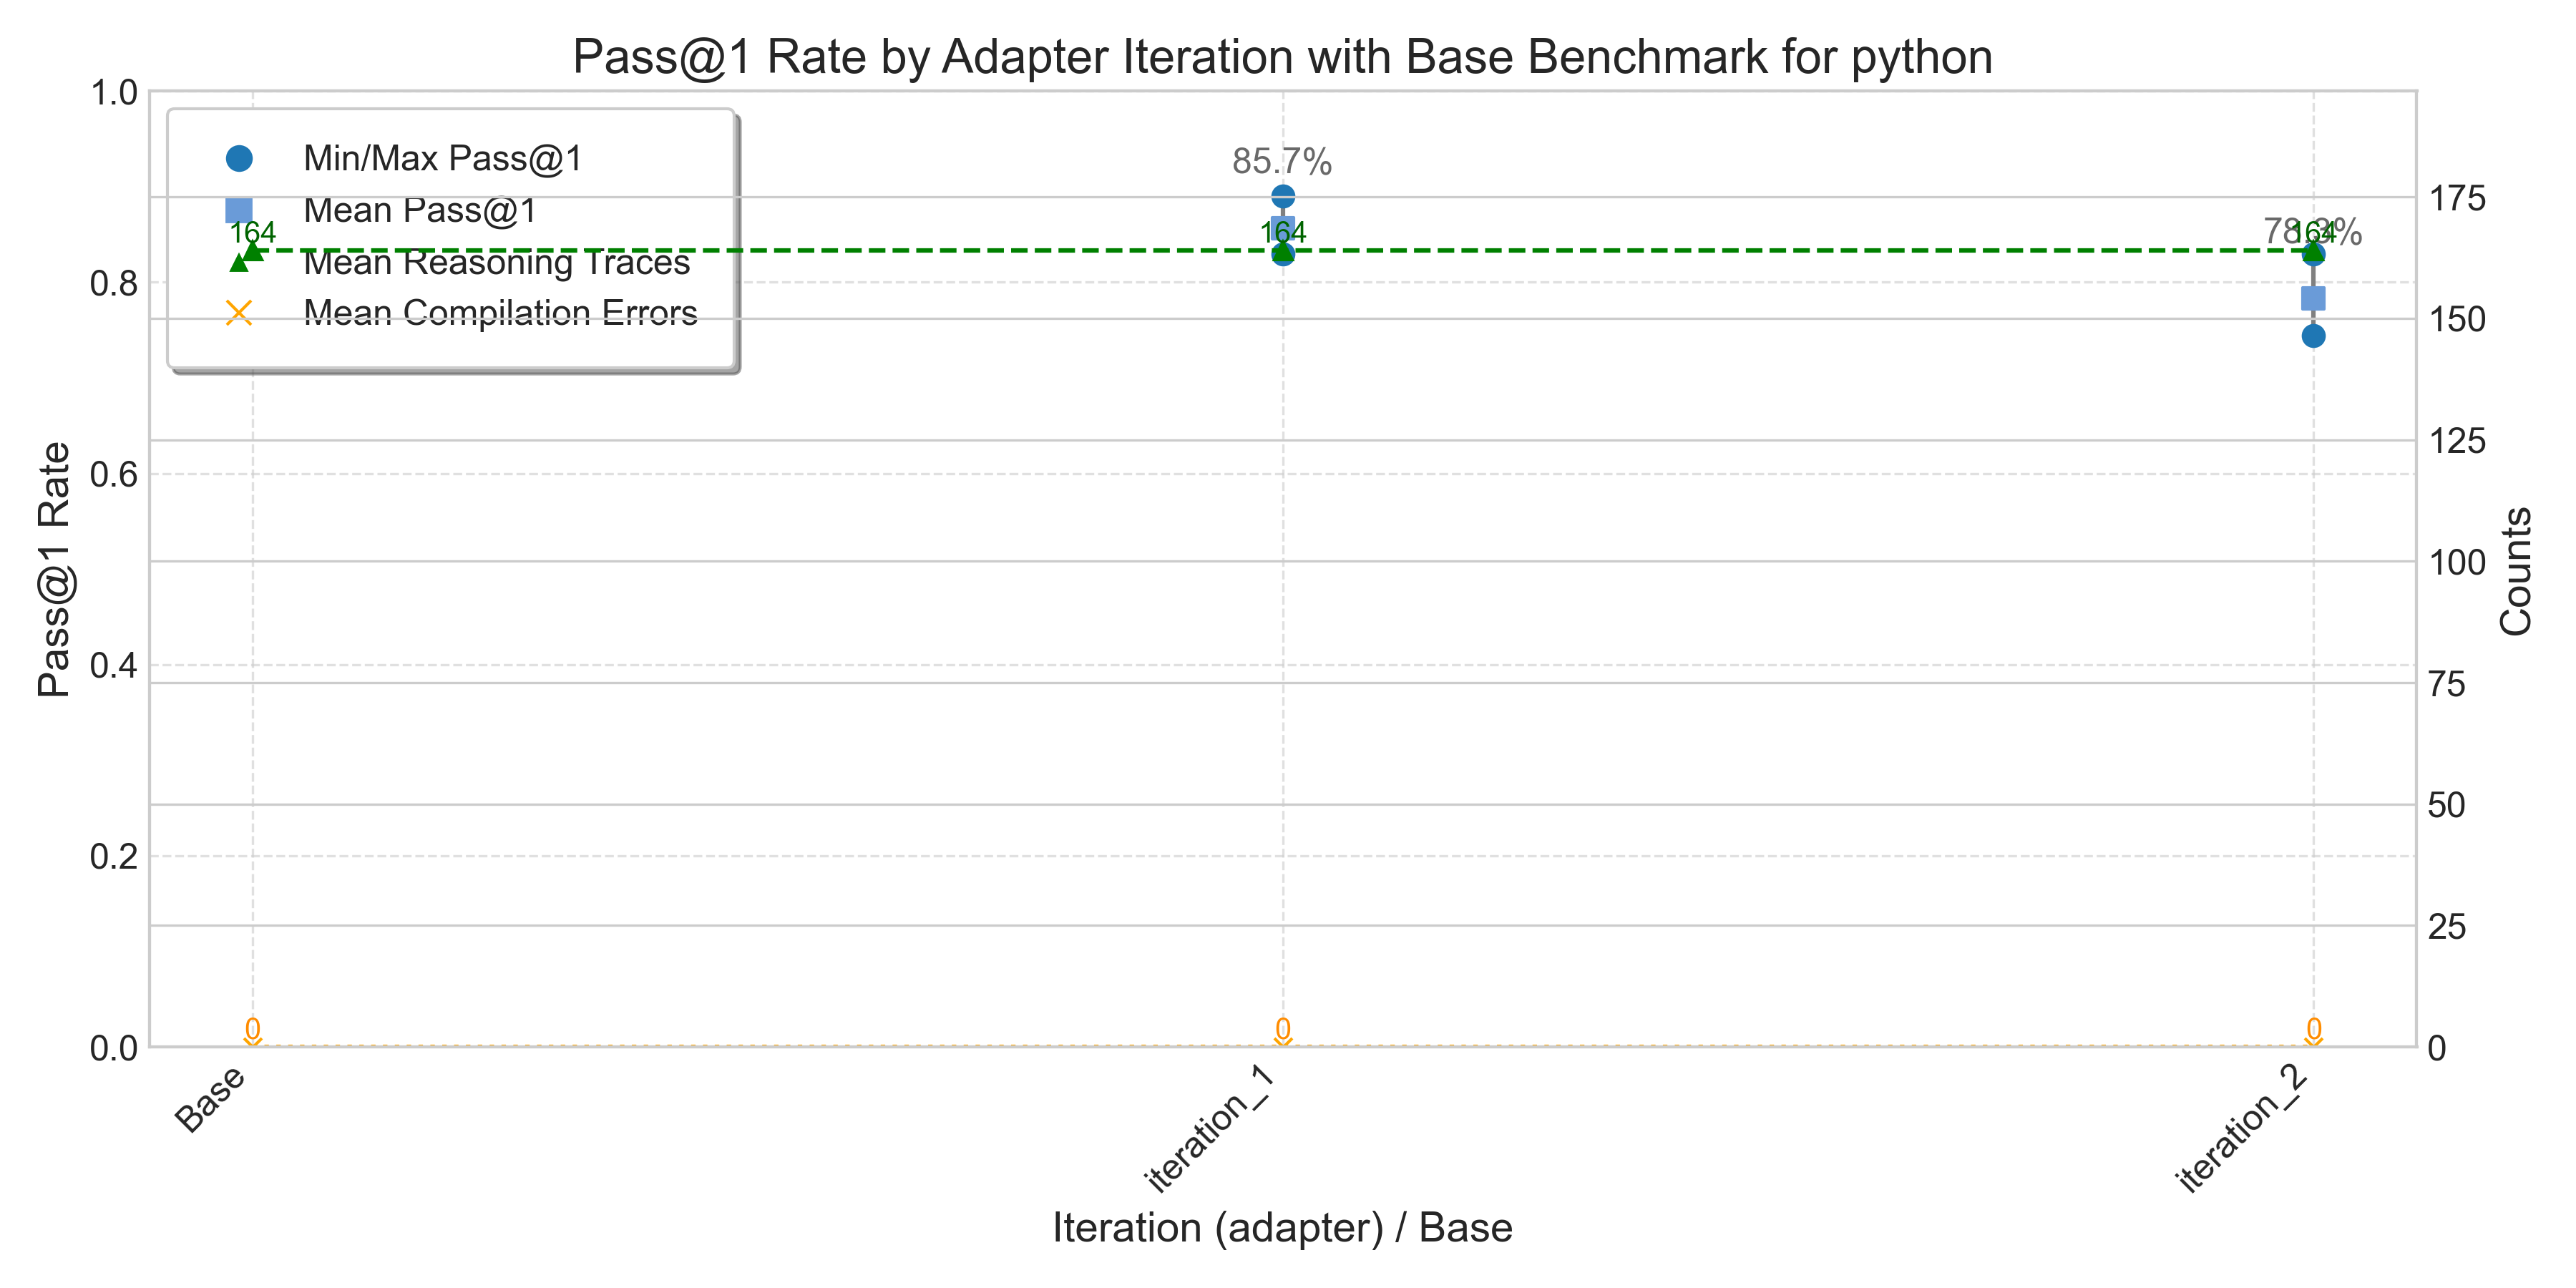 Pass@1 Rate by Adapter Iteration with Base Benchmark for python
1.0
0.8
0.6
0.4
0.2
0.0
Pass@1 Rate
Min/Max Pass@1
Mean Pass@1
Mean Reasoning Traces
Mean Compilation Errors
164
85.7%
164
78.3%
164
0
0
0
175
150
125
100
75
50
25
0
Counts
Base
iteration_1
iteration_2
Iteration (adapter) / Base